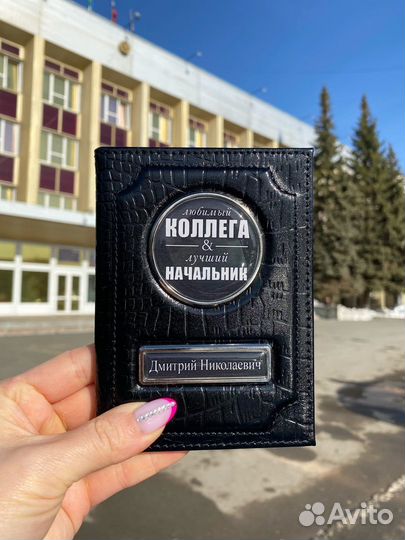 любимый
КОЛЛЕГА
&
лучший
НАЧАЛЬНИК
Дмитрий Николаевич
Avito